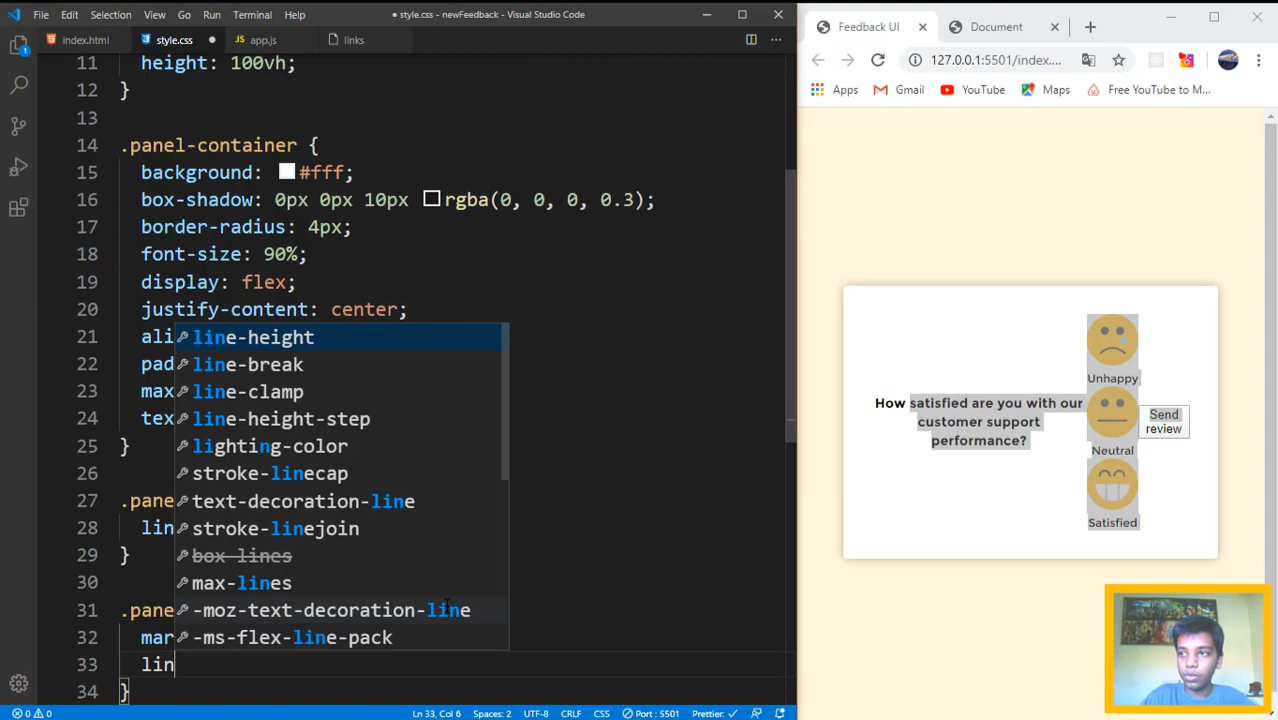 File Edit Selection View Go Run Terminal Help ● style.css - newFeedback - Visual Studio Code
index.html style.css app.js links
11 height: 100vh;
12 }
13
14 .panel-container {
15 background: #fff;
16 box-shadow: 0px 0px 10px rgba(0, 0, 0, 0.3);
17 border-radius: 4px;
18 font-size: 90%;
19 display: flex;
20 justify-content: center;
21 ali
22 pad
23 max
24 tex
25 }
26
27 .pane
28 lin
29 }
30
31 .pane
32 mar
33 lin
34 }
line-height
line-break
line-clamp
line-height-step
lighting-color
stroke-linecap
text-decoration-line
stroke-linejoin
box-lines
max-lines
-moz-text-decoration-line
-ms-flex-line-pack
1
0 0 Ln 33, Col 6 Spaces: 2 UTF-8 CRLF CSS Port : 5501 Prettier: ✓
Feedback UI Document
127.0.0.1:5501/index....
Apps Gmail YouTube Maps Free YouTube to M...
How satisfied are you with our
customer support
performance?
Unhappy
Neutral
Satisfied
Send
review